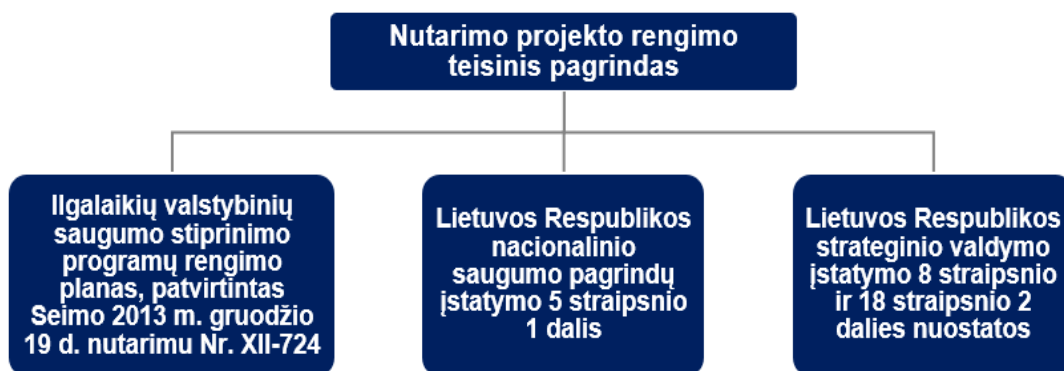 Nutarimo projekto rengimo
teisinis pagrindas
Ilgalaikių valstybinių
saugumo stiprinimo
programų rengimo
planas, patvirtintas
Seimo 2013 m. gruodžio
19 d. nutarimu Nr. XII-724
Lietuvos Respublikos
nacionalinio
saugumo pagrindų
įstatymo 5 straipsnio
1 dalis
Lietuvos Respublikos
strateginio valdymo
įstatymo 8 straipsnio
ir 18 straipsnio 2
dalies nuostatos